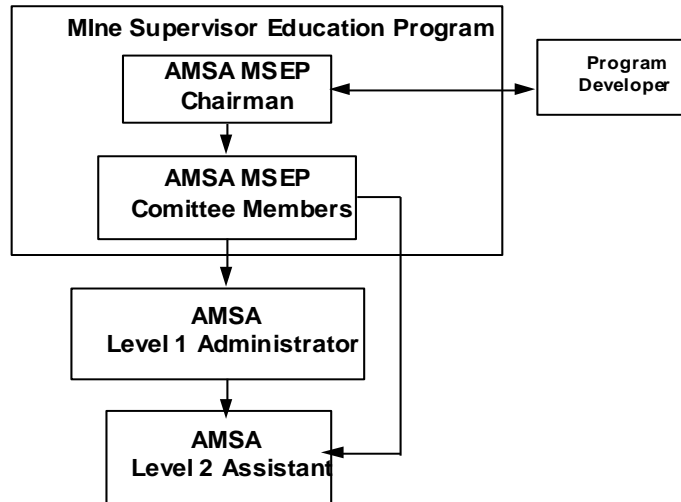 MIne Supervisor Education Program
AMSA MSEP
Chairman
Program
Developer
AMSA MSEP
Comittee Members
AMSA
Level 1 Administrator
AMSA
Level 2 Assistant